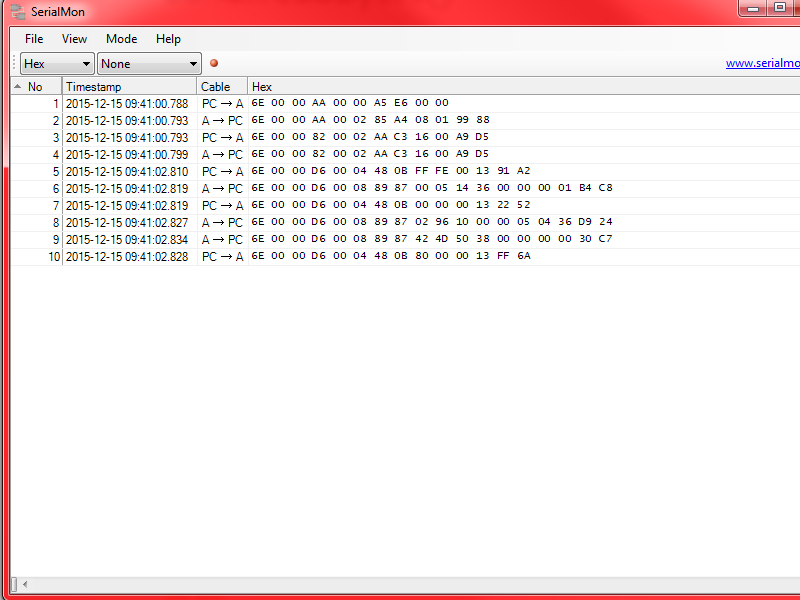 SerialMon
File View Mode Help
Hex None www.serialmo
No Timestamp Cable Hex
1 2015-12-15 09:41:00.788 PC → A 6E 00 00 AA 00 00 A5 E6 00 00
2 2015-12-15 09:41:00.793 A → PC 6E 00 00 AA 00 02 85 A4 08 01 99 88
3 2015-12-15 09:41:00.793 PC → A 6E 00 00 82 00 02 AA C3 16 00 A9 D5
4 2015-12-15 09:41:00.799 A → PC 6E 00 00 82 00 02 AA C3 16 00 A9 D5
5 2015-12-15 09:41:02.810 PC → A 6E 00 00 D6 00 04 48 0B FF FE 00 13 91 A2
6 2015-12-15 09:41:02.819 A → PC 6E 00 00 D6 00 08 89 87 00 05 14 36 00 00 00 01 B4 C8
7 2015-12-15 09:41:02.819 PC → A 6E 00 00 D6 00 04 48 0B 00 00 00 13 22 52
8 2015-12-15 09:41:02.827 A → PC 6E 00 00 D6 00 08 89 87 02 96 10 00 00 05 04 36 D9 24
9 2015-12-15 09:41:02.834 A → PC 6E 00 00 D6 00 08 89 87 42 4D 50 38 00 00 00 00 30 C7
10 2015-12-15 09:41:02.828 PC → A 6E 00 00 D6 00 04 48 0B 80 00 00 13 FF 6A